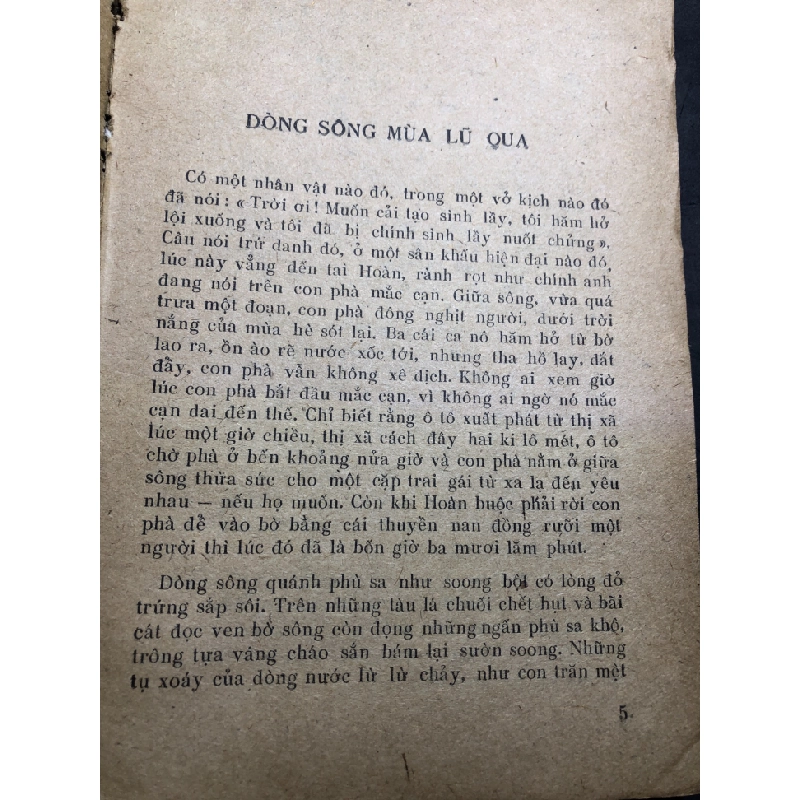 DÒNG SÔNG MÙA LŨ QUA
Có một nhân vật nào đó, trong một vở kịch nào đó
đã nói: « Trời ơi! Muốn cải tạo sình lầy, tôi hăm hở
lội xuống và tôi đã bị chính sình lầy nuốt chửng ».
Câu nói trứ danh đó, ở một sân khấu hiện đại nào đó,
lúc này vẳng đến tai Hoàn, rành rọt như chính anh
đang nói trên con phà mắc cạn. Giữa sông, vừa quá
trưa một đoạn, con phà đông nghịt người, dưới trời
nắng của mùa hè sót lại. Ba cái ca nô hăm hở từ bờ
lao ra, ồn ào rẽ nước xốc tới, nhưng tha hồ lay, dắt
đẩy, con phà vẫn không xê dịch. Không ai xem giờ
lúc con phà bắt đầu mắc cạn, vì không ai ngờ nó mắc
cạn dai đến thế. Chỉ biết rằng ô tô xuất phát từ thị xã
lúc một giờ chiều, thị xã cách đây hai ki lô mét, ô tô
chờ phà ở bến khoảng nửa giờ và con phà nằm ở giữa
sông thừa sức cho một cặp trai gái từ xa lạ đến yêu
nhau — nếu họ muốn. Còn khi Hoàn buộc phải rời con
phà để vào bờ bằng cái thuyền nan đồng rưỡi một
người thì lúc đó đã là bốn giờ ba mươi lăm phút.
Dòng sông quánh phù sa như soong bột có lòng đỏ
trứng sắp sôi. Trên những tàu lá chuối chết hụt và bãi
cát dọc ven bờ sông còn đọng những ngấn phù sa khô,
trông tựa váng cháo sắn bám lại sườn soong. Những
tụ xoáy của dòng nước lừ lừ chảy, như con trăn mệt
5